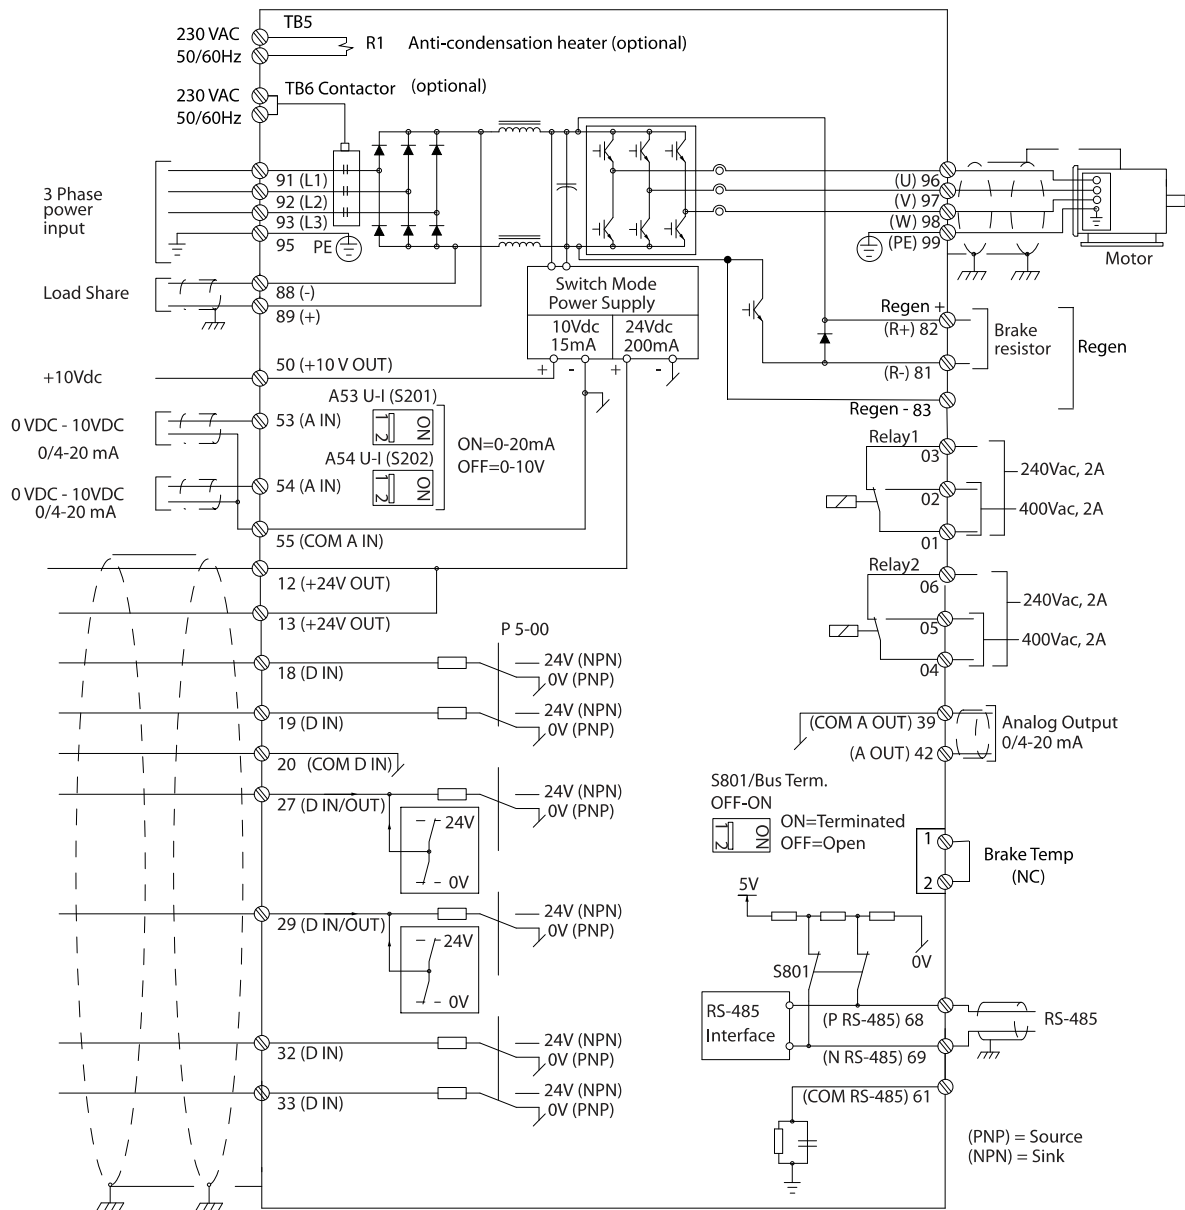 TB5
230 VAC
50/60Hz
R1
Anti-condensation heater (optional)
TB6 Contactor
(optional)
230 VAC
50/60Hz
3 Phase
power
input
91 (L1)
92 (L2)
93 (L3)
95
PE
(U) 96
(V) 97
(W) 98
(PE) 99
Motor
Load Share
88 (-)
89 (+)
Switch Mode
Power Supply
10Vdc
15mA
24Vdc
200mA
+
-
+
-
Regen +
(R+) 82
Brake
resistor
Regen
(R-) 81
Regen - 83
+10Vdc
50 (+10 V OUT)
0 VDC - 10VDC
0/4-20 mA
53 (A IN)
A53 U-I (S201)
1 2
ON
A54 U-I (S202)
1 2
ON
ON=0-20mA
OFF=0-10V
0 VDC - 10VDC
0/4-20 mA
54 (A IN)
55 (COM A IN)
Relay1
03
02
01
240Vac, 2A
400Vac, 2A
Relay2
06
05
04
240Vac, 2A
400Vac, 2A
12 (+24V OUT)
13 (+24V OUT)
P 5-00
18 (D IN)
24V (NPN)
0V (PNP)
19 (D IN)
24V (NPN)
0V (PNP)
20 (COM D IN)
27 (D IN/OUT)
24V (NPN)
0V (PNP)
24V
0V
29 (D IN/OUT)
24V (NPN)
0V (PNP)
24V
0V
32 (D IN)
24V (NPN)
0V (PNP)
33 (D IN)
24V (NPN)
0V (PNP)
(COM A OUT) 39
(A OUT) 42
Analog Output
0/4-20 mA
S801/Bus Term.
OFF-ON
1 2
ON
ON=Terminated
OFF=Open
1
2
Brake Temp
(NC)
5V
0V
S801
RS-485
Interface
(P RS-485) 68
(N RS-485) 69
RS-485
(COM RS-485) 61
(PNP) = Source
(NPN) = Sink